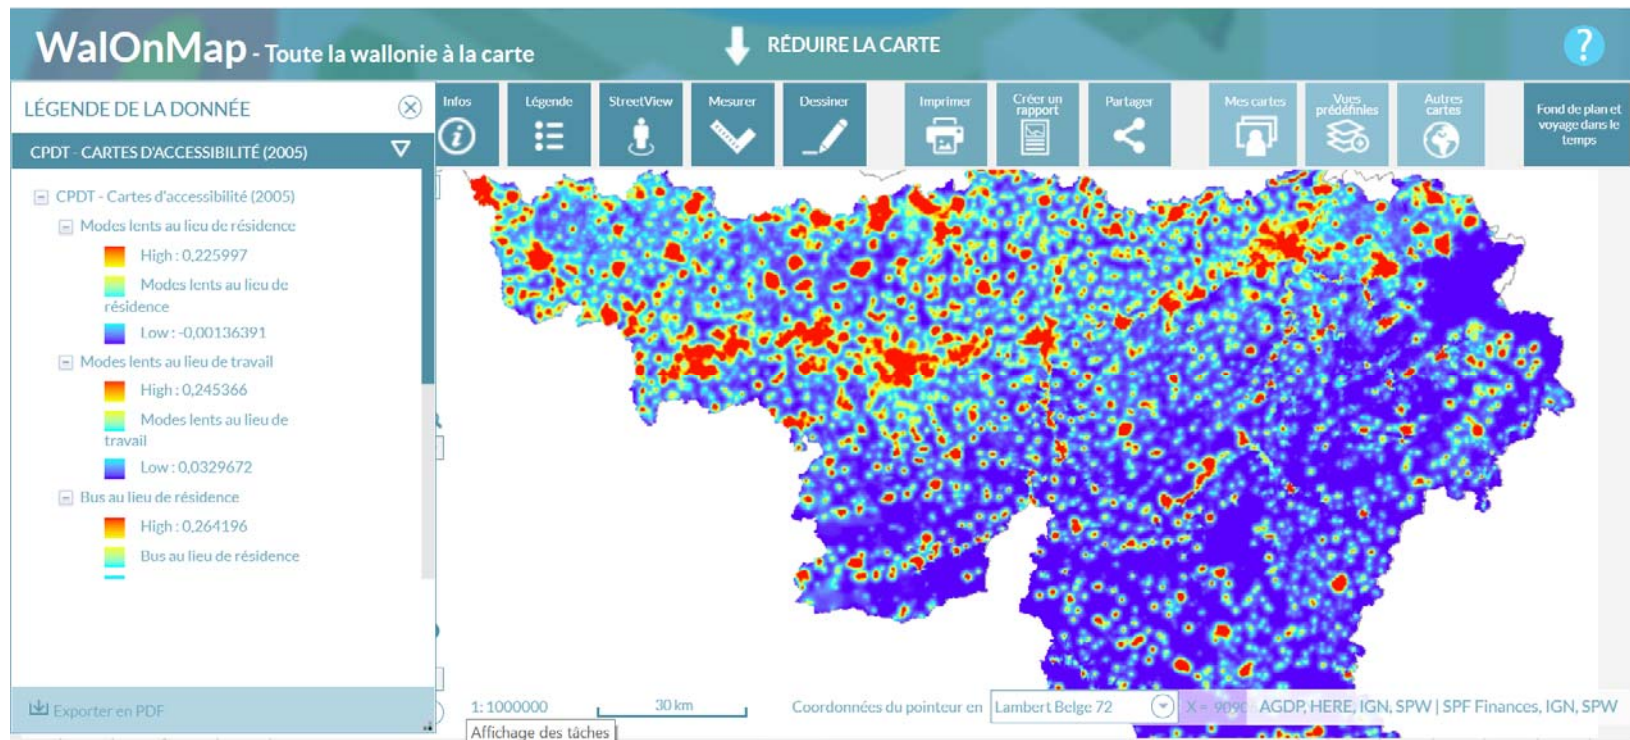 WalOnMap - Toute la wallonie à la carte
RÉDUIRE LA CARTE
?
LÉGENDE DE LA DONNÉE
CPDT - CARTES D'ACCESSIBILITÉ (2005)
CPDT - Cartes d'accessibilité (2005)
Modes lents au lieu de résidence
High : 0,225997
Modes lents au lieu de
résidence
Low : -0,00136391
Modes lents au lieu de travail
High : 0,245366
Modes lents au lieu de
travail
Low : 0,0329672
Bus au lieu de résidence
High : 0,264196
Bus au lieu de résidence
Exporter en PDF
Infos
Légende
StreetView
Mesurer
Dessiner
Imprimer
Créer un
rapport
Partager
Mes cartes
Vues
prédéfinies
Autres
cartes
Fond de plan et
voyage dans le
temps
1: 1000000
30 km
Coordonnées du pointeur en
Lambert Belge 72
X =
AGDP, HERE, IGN, SPW | SPF Finances, IGN, SPW
Affichage des tâches